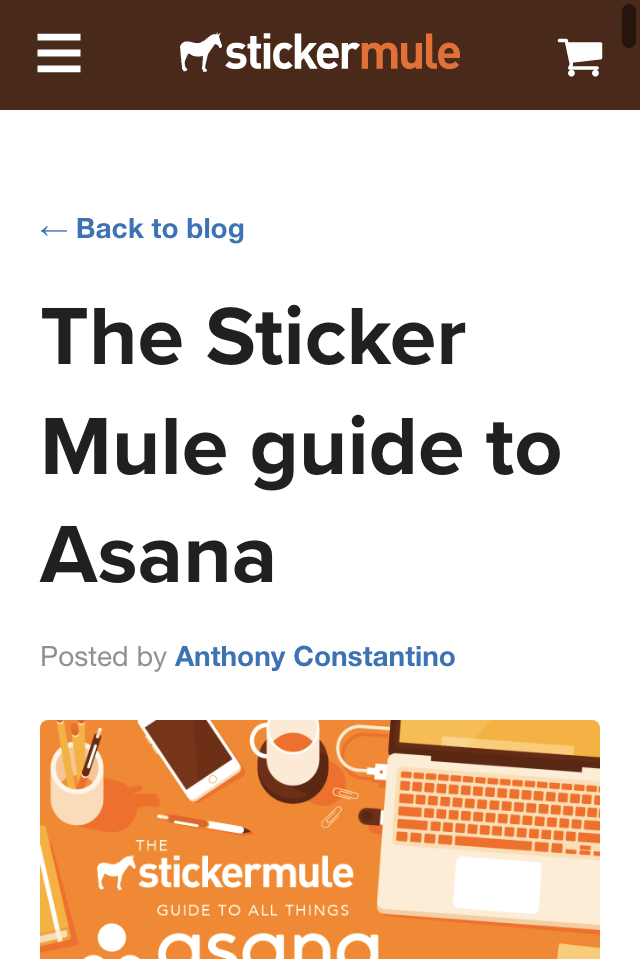 stickermule
← Back to blog
The Sticker
Mule guide to
Asana
Posted by Anthony Constantino
THE
stickermule
GUIDE TO ALL THINGS
asana